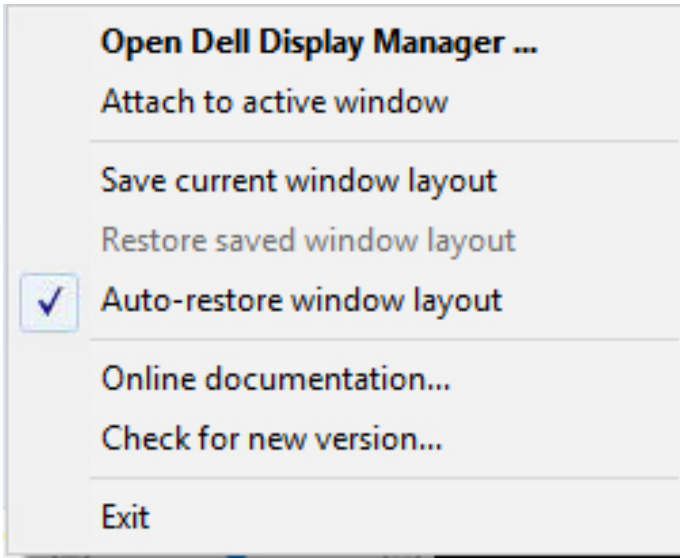 Open Dell Display Manager ...
Attach to active window
Save current window layout
Restore saved window layout
Auto-restore window layout
Online documentation...
Check for new version...
Exit